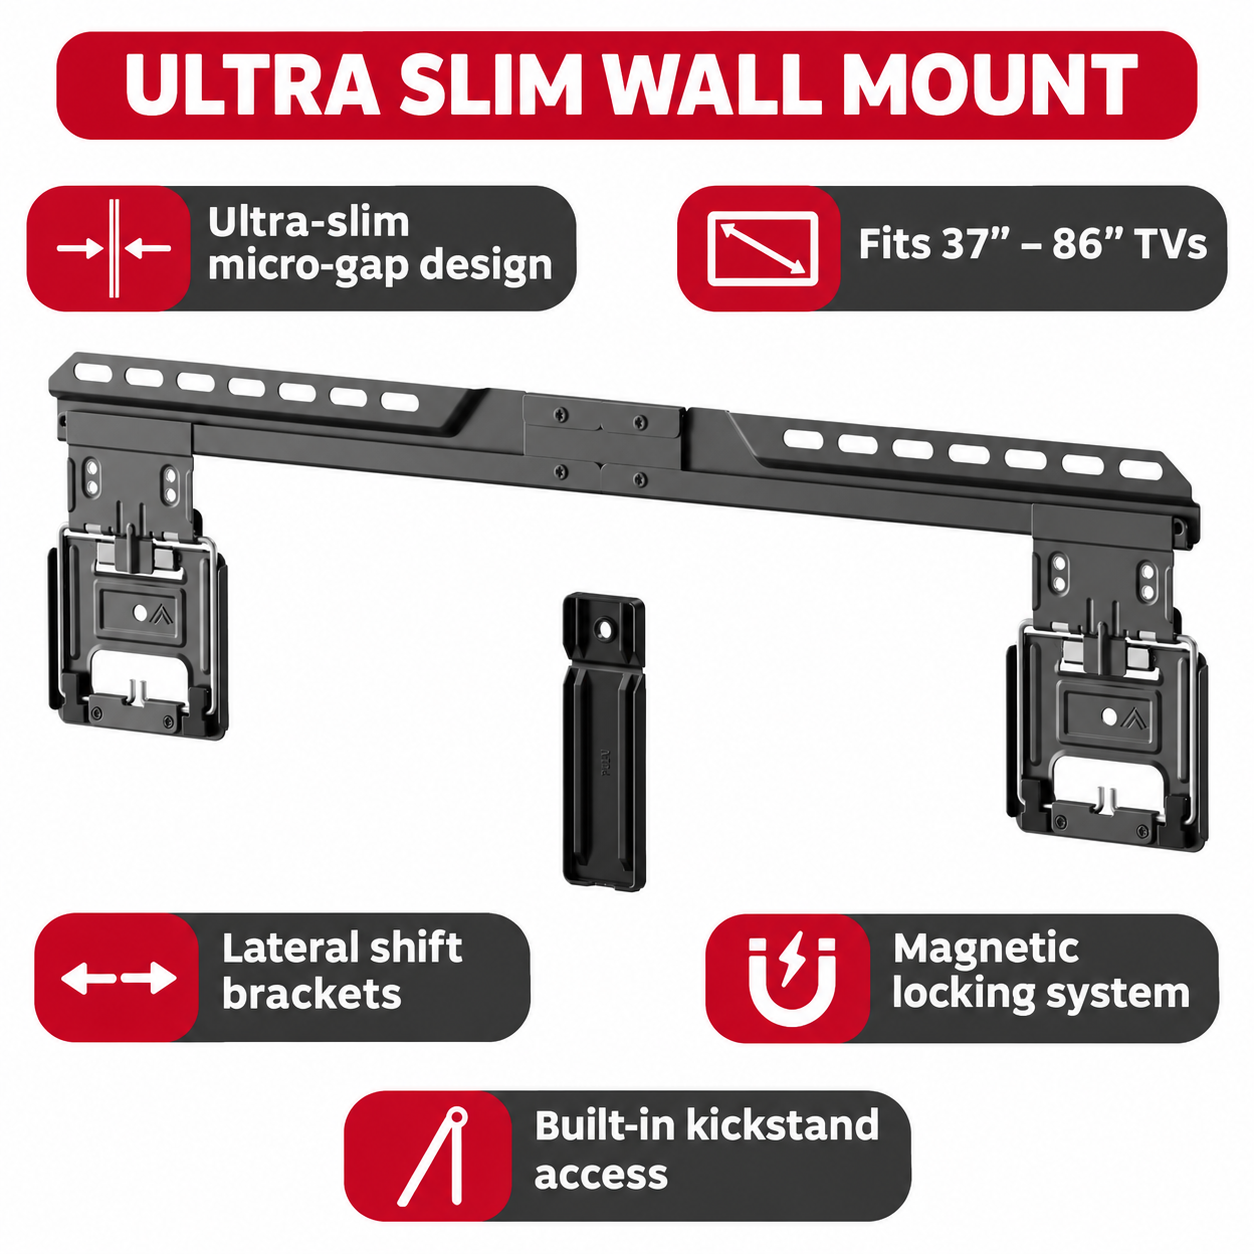 ULTRA SLIM WALL MOUNT
Ultra-slim
micro-gap design
Fits 37” – 86” TVs
Lateral shift
brackets
Magnetic
locking system
Built-in kickstand
access